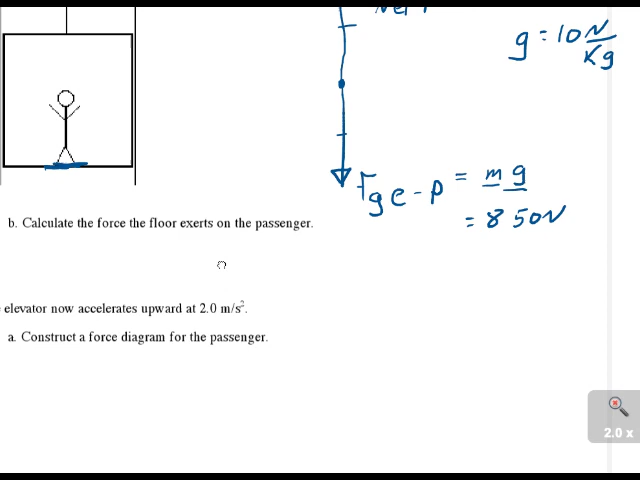 g = 10 N/Kg
Fg e-p = mg
= 850N
b. Calculate the force the floor exerts on the passenger.
elevator now accelerates upward at 2.0 m/s².
a. Construct a force diagram for the passenger.
2.0 x